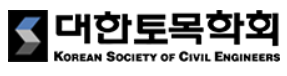 대한토목학회
KOREAN SOCIETY OF CIVIL ENGINEERS